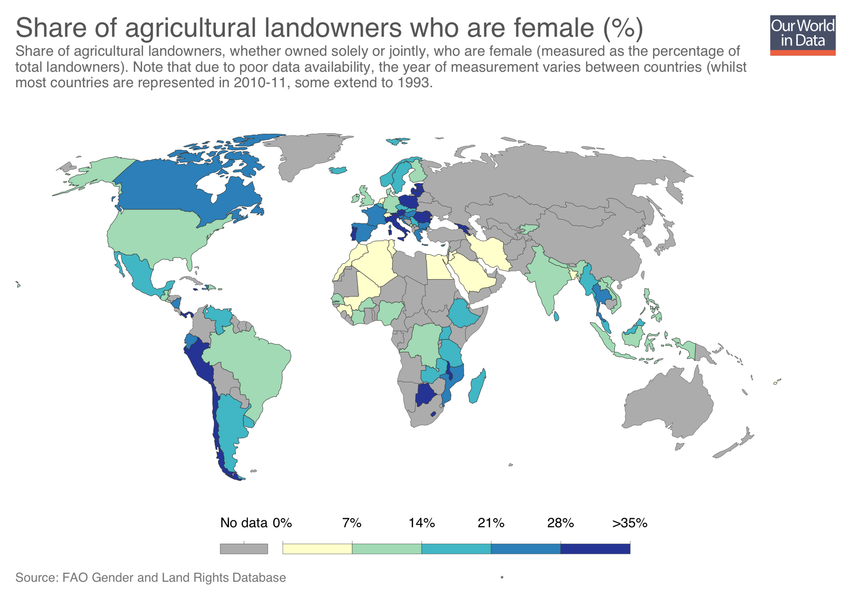 Share of agricultural landowners who are female (%)
Our World
in Data
Share of agricultural landowners, whether owned solely or jointly, who are female (measured as the percentage of
total landowners). Note that due to poor data availability, the year of measurement varies between countries (whilst
most countries are represented in 2010-11, some extend to 1993.
No data 0% 7% 14% 21% 28% >35%
Source: FAO Gender and Land Rights Database